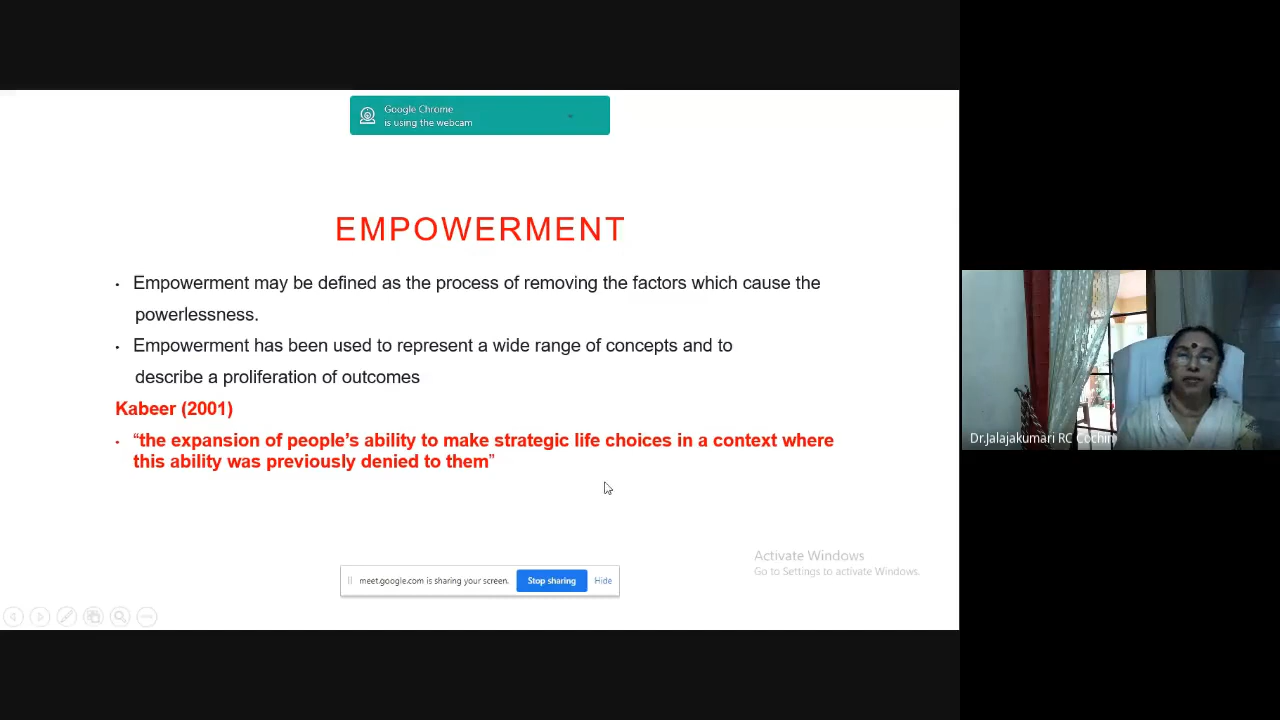 Google Chrome
is using the webcam
EMPOWERMENT
• Empowerment may be defined as the process of removing the factors which cause the
powerlessness.
• Empowerment has been used to represent a wide range of concepts and to
describe a proliferation of outcomes
Kabeer (2001)
• “the expansion of people’s ability to make strategic life choices in a context where
this ability was previously denied to them”
Dr.Jalajakumari RC Cochin
Activate Windows
Go to Settings to activate Windows.
meet.google.com is sharing your screen.
Stop sharing
Hide